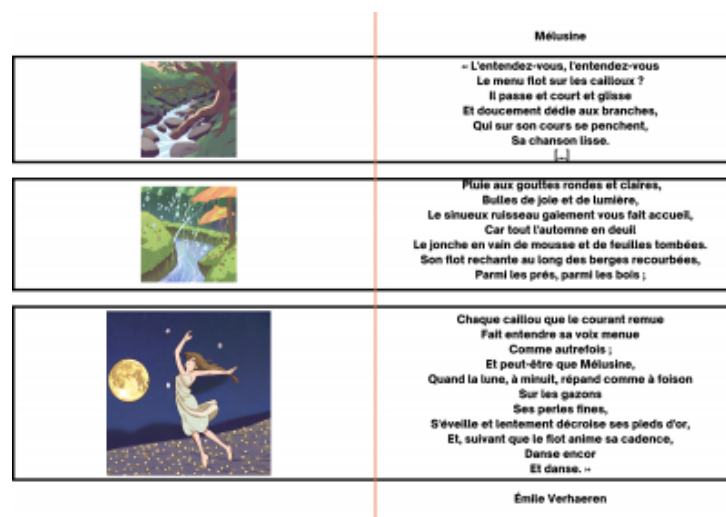 Mélusine
« L'entendez-vous, l'entendez-vous
Le menu flot sur les cailloux ?
Il passe et court et glisse
Et doucement dédie aux branches,
Qui sur son cours se penchent,
Sa chanson lisse.
[...]
Pluie aux gouttes rondes et claires,
Bulles de joie et de lumière,
Le sinueux ruisseau gaiement vous fait accueil,
Car tout l'automne en deuil
Le jonche en vain de mousse et de feuilles tombées.
Son flot rechante au long des berges recourbées,
Parmi les prés, parmi les bois ;
Chaque caillou que le courant remue
Fait entendre sa voix menue
Comme autrefois ;
Et peut-être que Mélusine,
Quand la lune, à minuit, répand comme à foison
Sur les gazons
Ses perles fines,
S'éveille et lentement décroise ses pieds d'or,
Et, suivant que le flot anime sa cadence,
Danse encor
Et danse. »
Émile Verhaeren